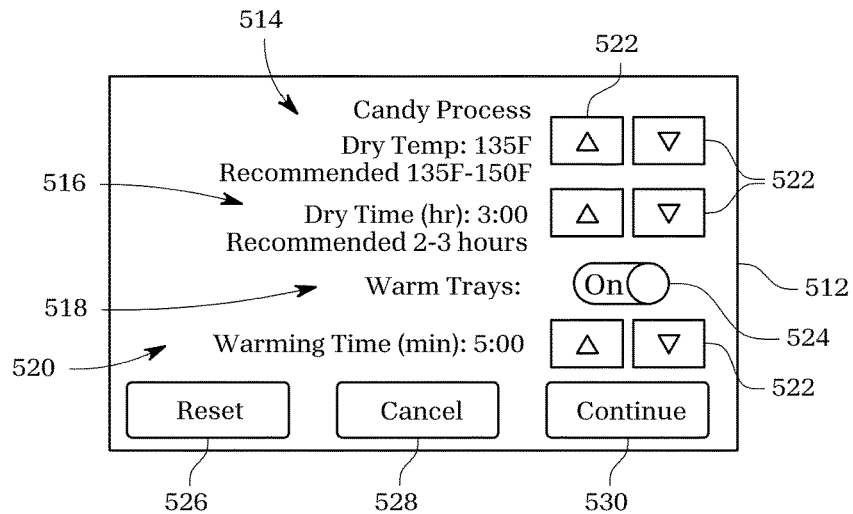 514
522
Candy Process
Dry Temp: 135F
Recommended 135F-150F
522
516
Dry Time (hr): 3:00
Recommended 2-3 hours
Warm Trays:
On
512
518
524
Warming Time (min): 5:00
520
522
Reset
Cancel
Continue
526
528
530